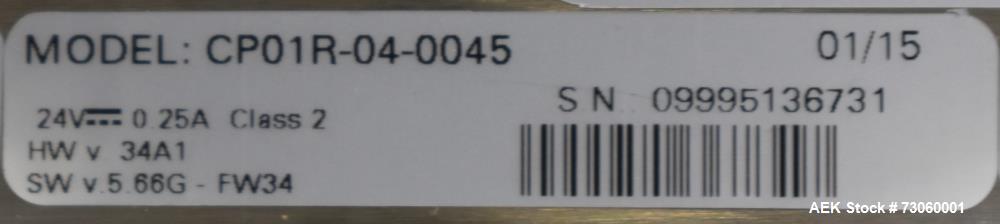 MODEL: CP01R-04-0045
01/15
S N.: 09995136731
24V⎓ 0.25A Class 2
HW v. 34A1
SW v.5.66G - FW34
AEK Stock # 73060001